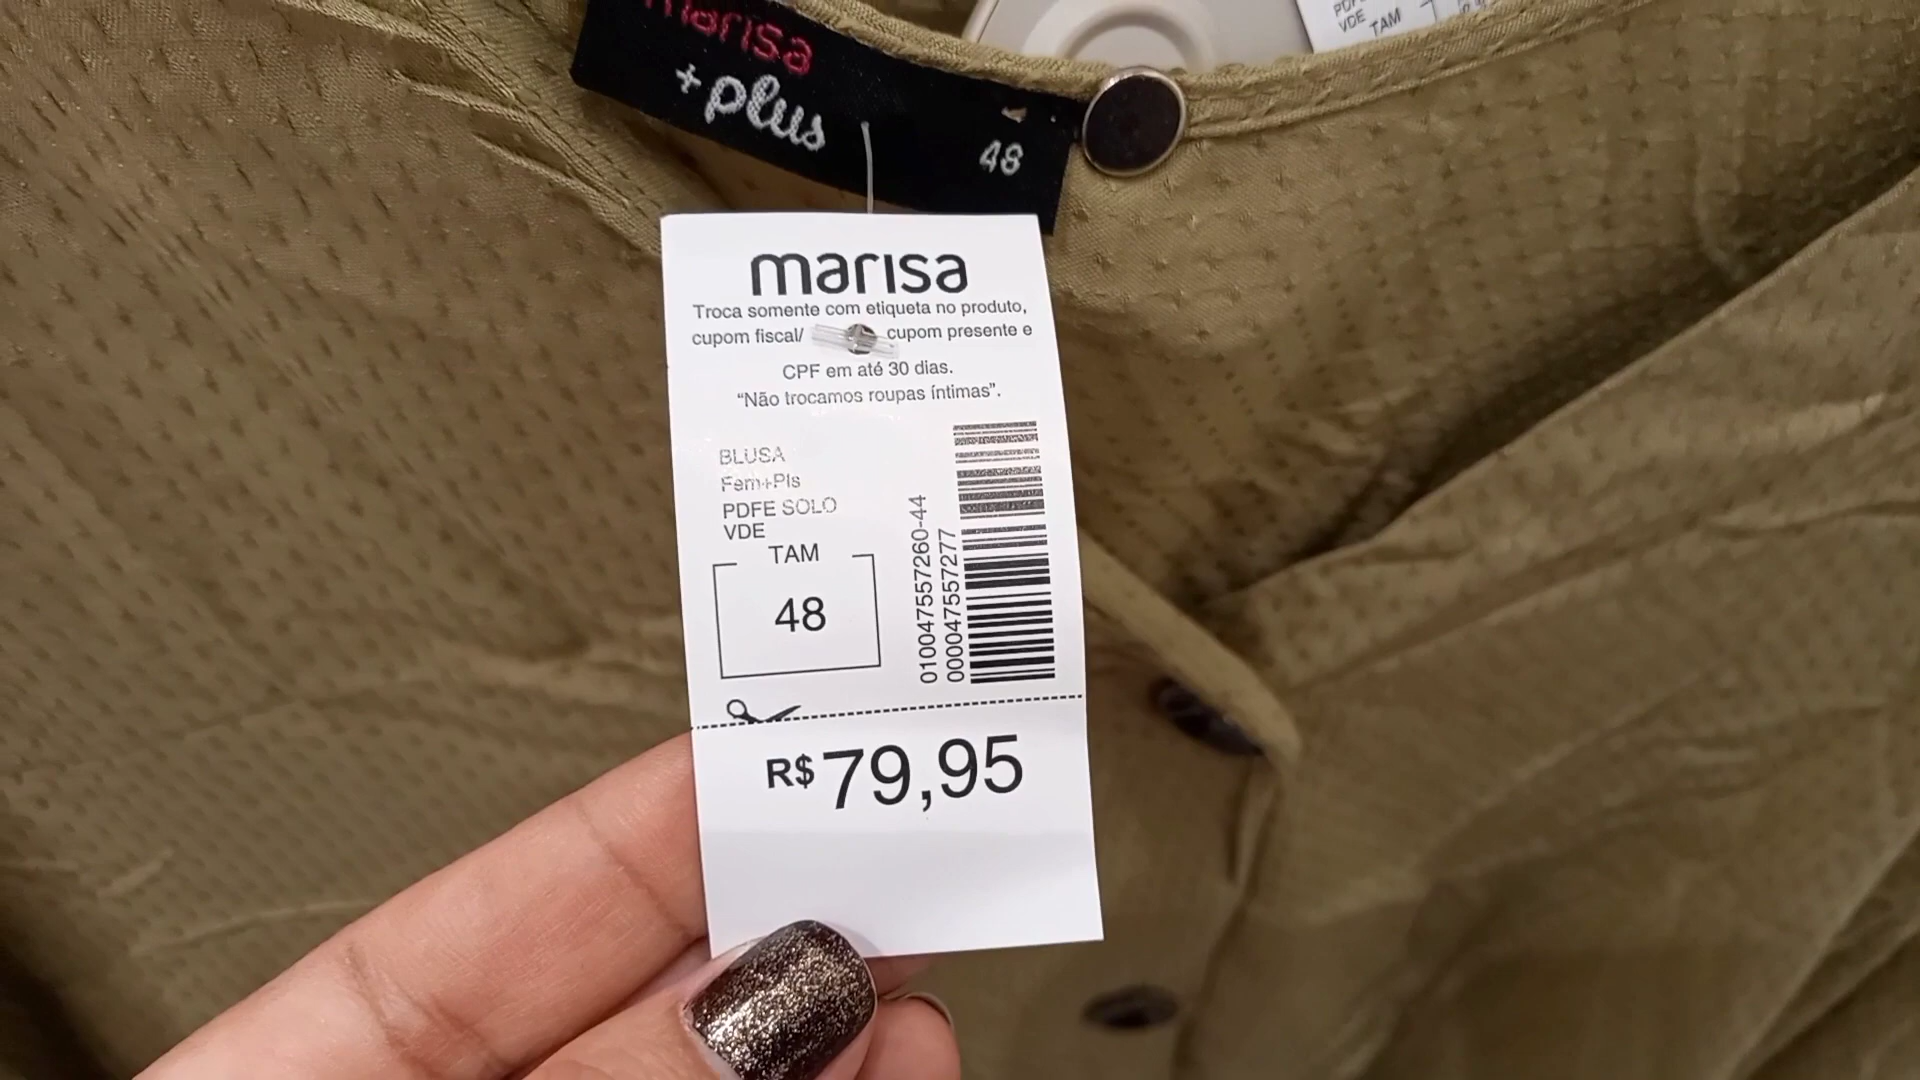 marisa
+plus
48
PDF
VDE TAM
marisa
Troca somente com etiqueta no produto,
cupom fiscal/ cupom presente e
CPF em até 30 dias.
“Não trocamos roupas íntimas”.
BLUSA
Fem+Pls
PDFE SOLO
VDE
TAM
48
010047557260-44
000047557277
R$79,95